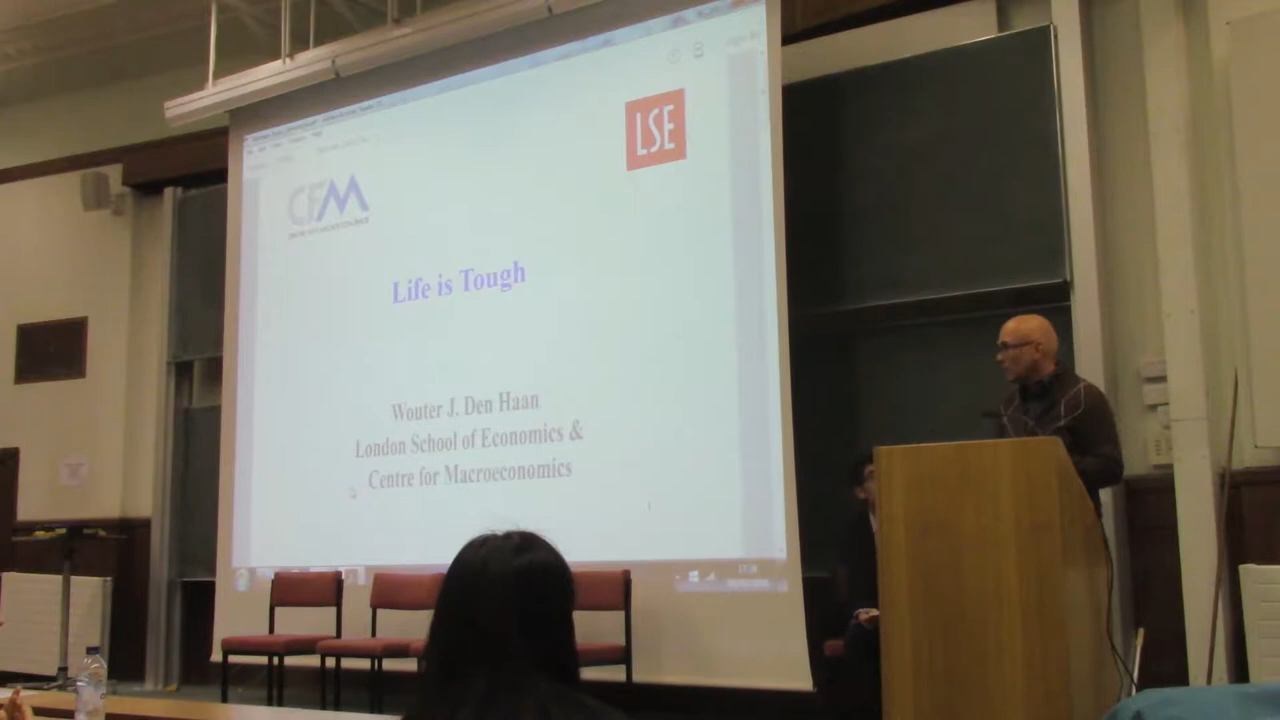 LSE
CFM
Life is Tough
Wouter J. Den Haan
London School of Economics &
Centre for Macroeconomics